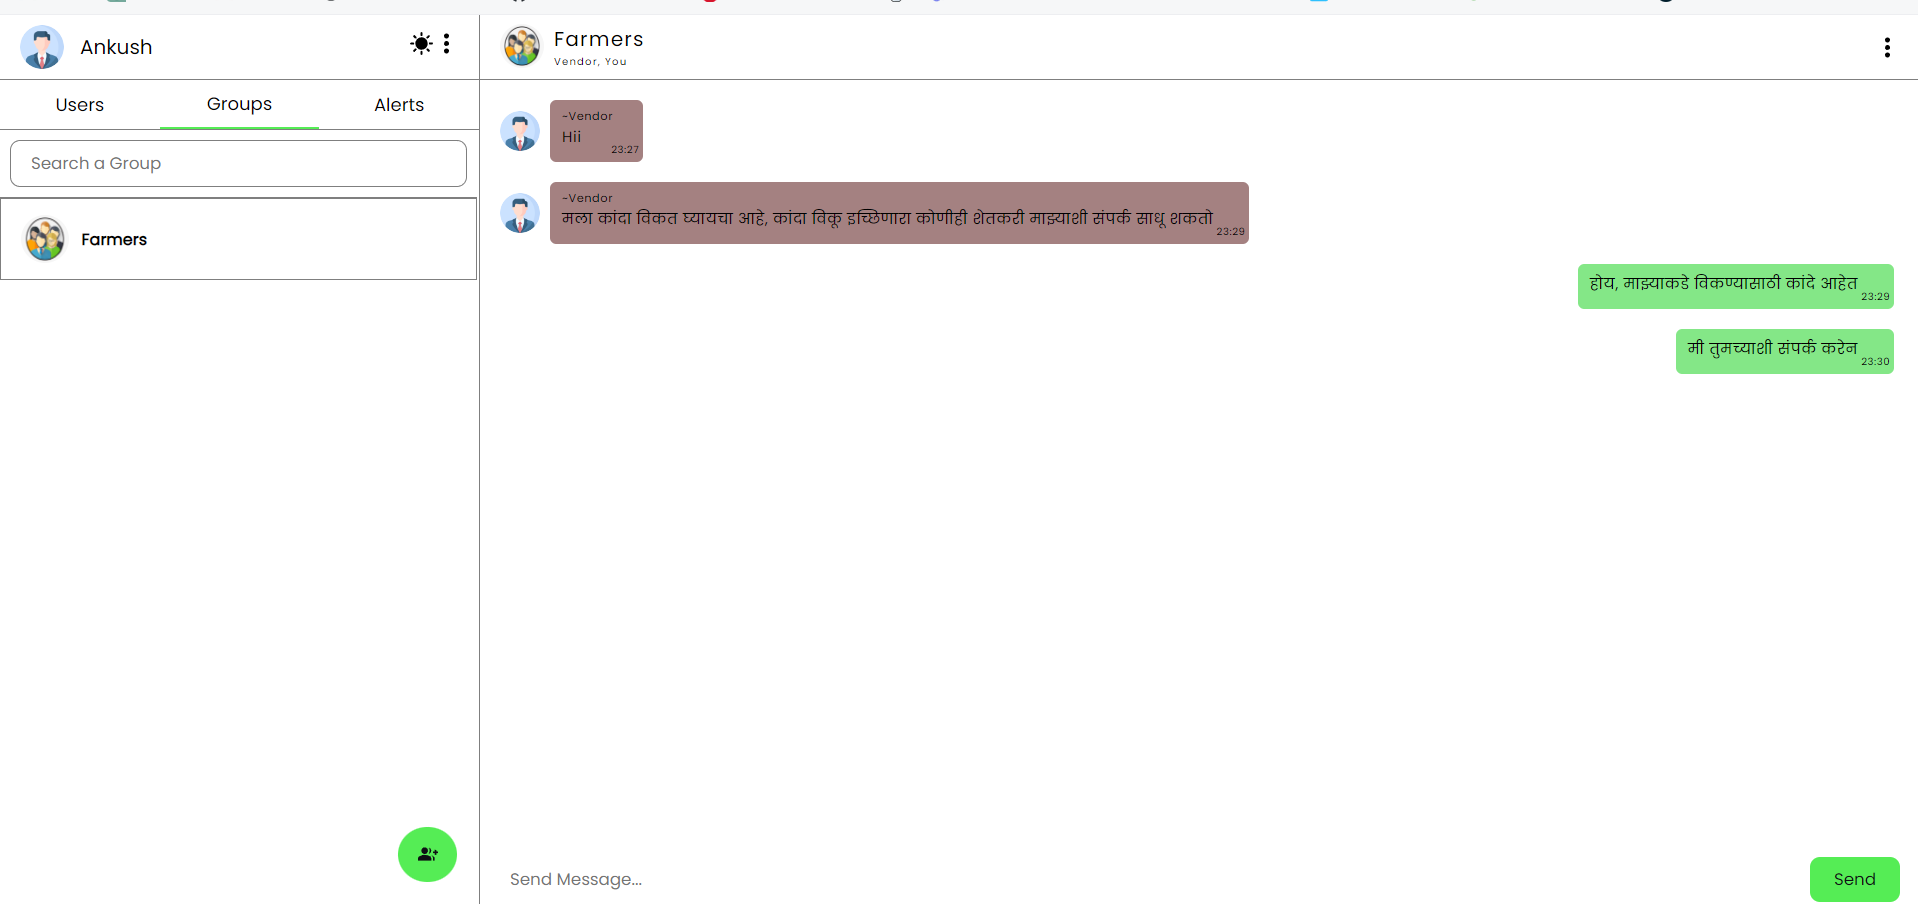 Ankush
Users Groups Alerts
Search a Group
Farmers
Farmers
Vendor, You
-Vendor
Hii
23:27
-Vendor
मला कांदा विकत घ्यायचा आहे, कांदा विकू इच्छिणारा कोणीही शेतकरी माझ्याशी संपर्क साधू शकतो
23:29
होय, माझ्याकडे विकण्यासाठी कांदे आहेत
23:29
मी तुमच्याशी संपर्क करेन
23:30
Send Message...
Send